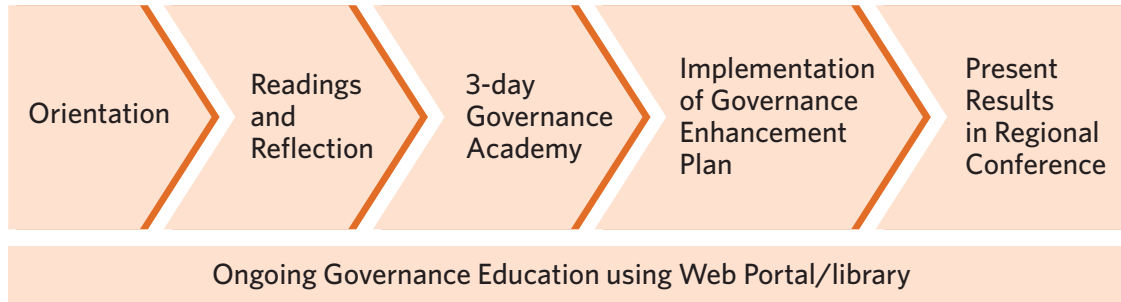 Orientation
Readings
and
Reflection
3-day
Governance
Academy
Implementation
of Governance
Enhancement
Plan
Present
Results
in Regional
Conference
Ongoing Governance Education using Web Portal/library